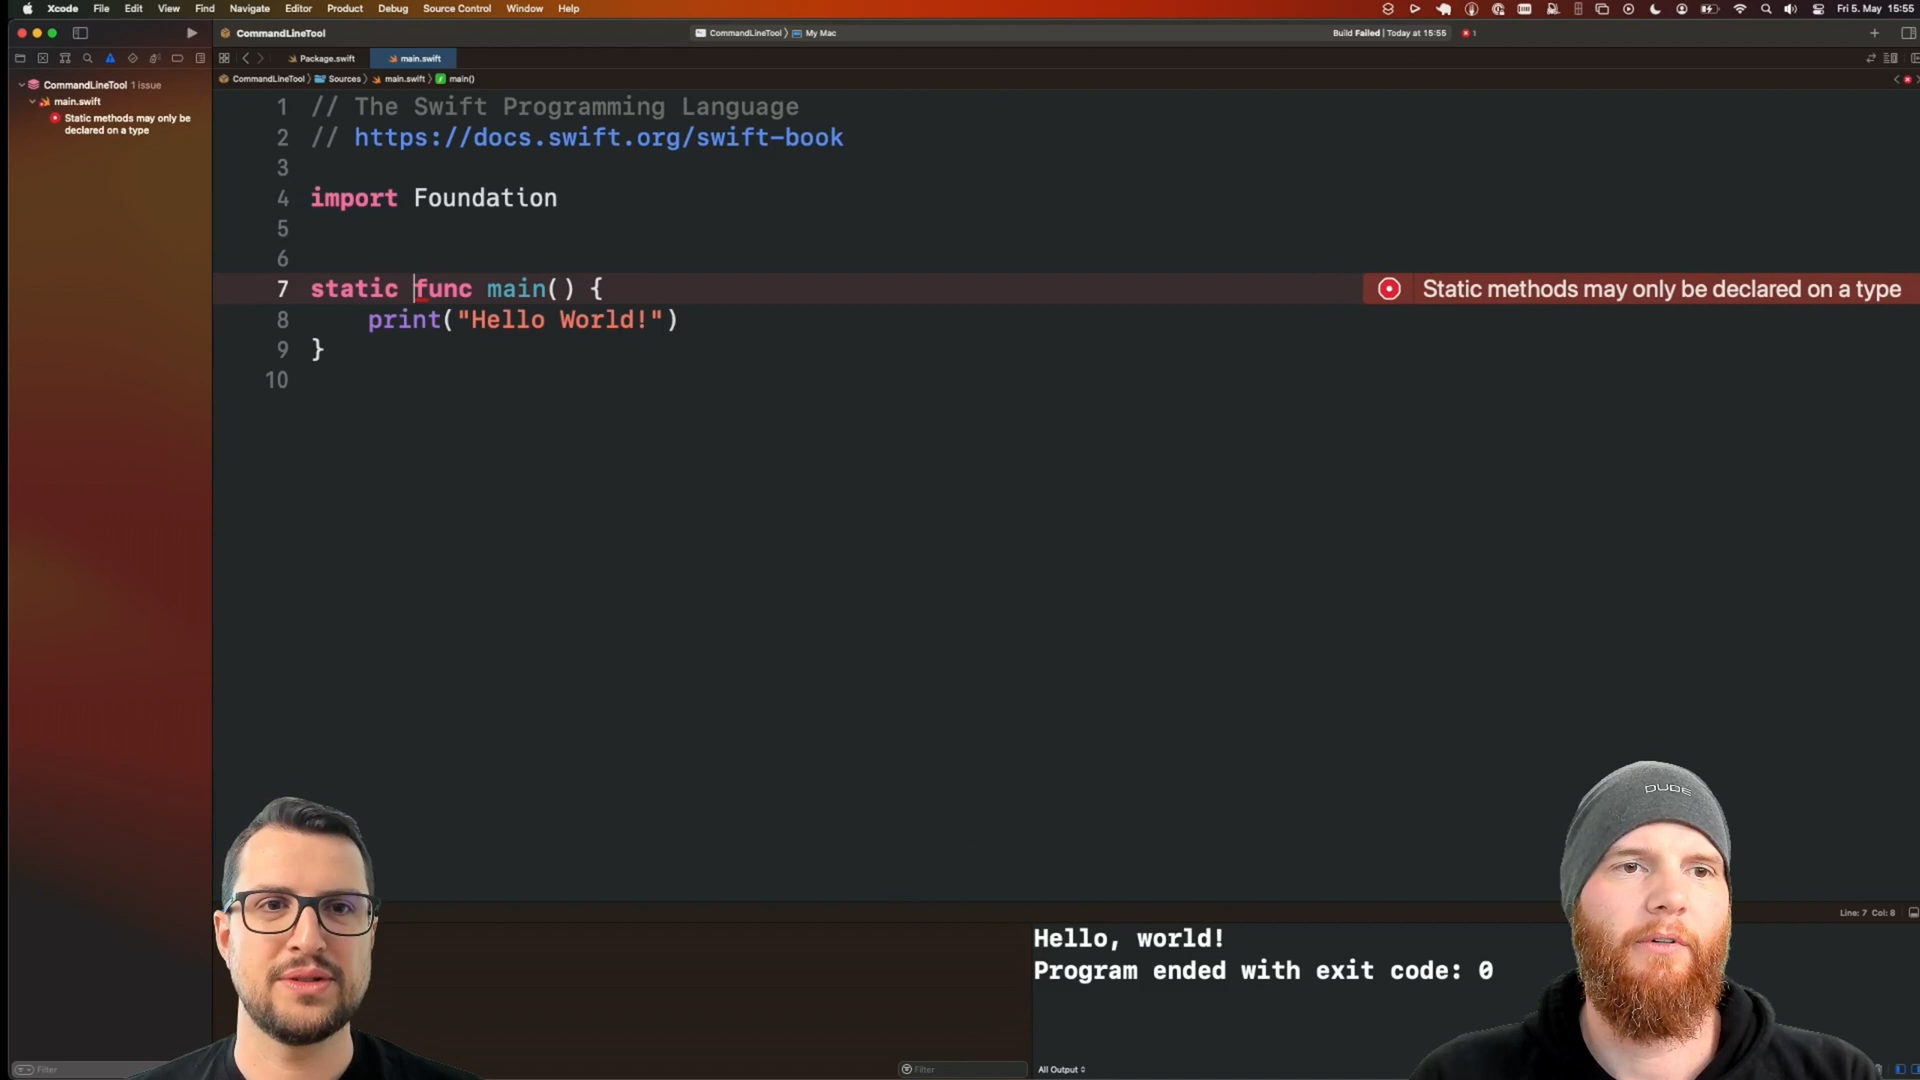 Xcode File Edit View Find Navigate Editor Product Debug Source Control Window Help Fri 5. May 15:55
CommandLineTool CommandLineTool 〉 My Mac Build Failed | Today at 15:55 1
Package.swift main.swift
CommandLineTool 〉 Sources 〉 main.swift 〉 main()
CommandLineTool 1 issue
main.swift
Static methods may only be
declared on a type
1 // The Swift Programming Language
2 // https://docs.swift.org/swift-book
3
4 import Foundation
5
6
7 static func main() { Static methods may only be declared on a type
8 print("Hello World!")
9 }
10
DUDE
Line: 7 Col: 8
Hello, world!
Program ended with exit code: 0
Filter Filter All Output